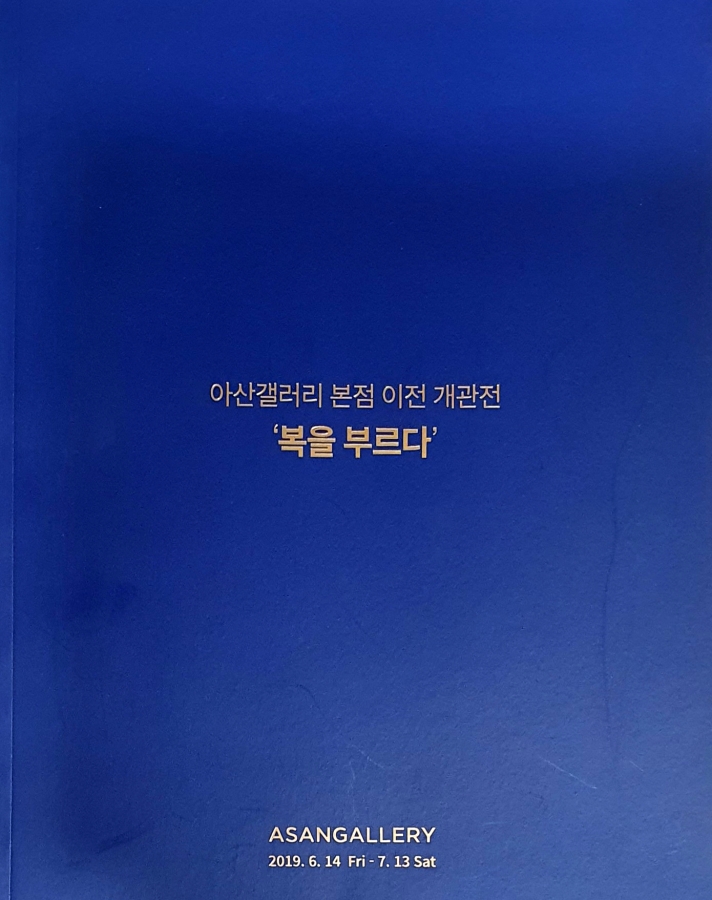 아산갤러리 본점 이전 개관전
‘복을 부르다’
ASANGALLERY
2019. 6. 14 Fri - 7. 13 Sat